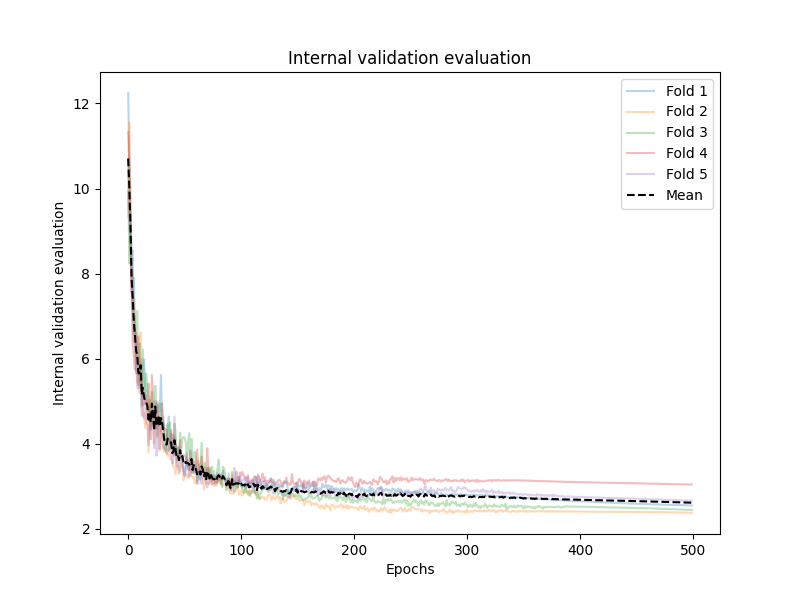 Internal validation evaluation
Fold 1
Fold 2
Fold 3
Fold 4
Fold 5
Mean
Internal validation evaluation
12
10
8
6
4
2
0
100
200
300
400
500
Epochs